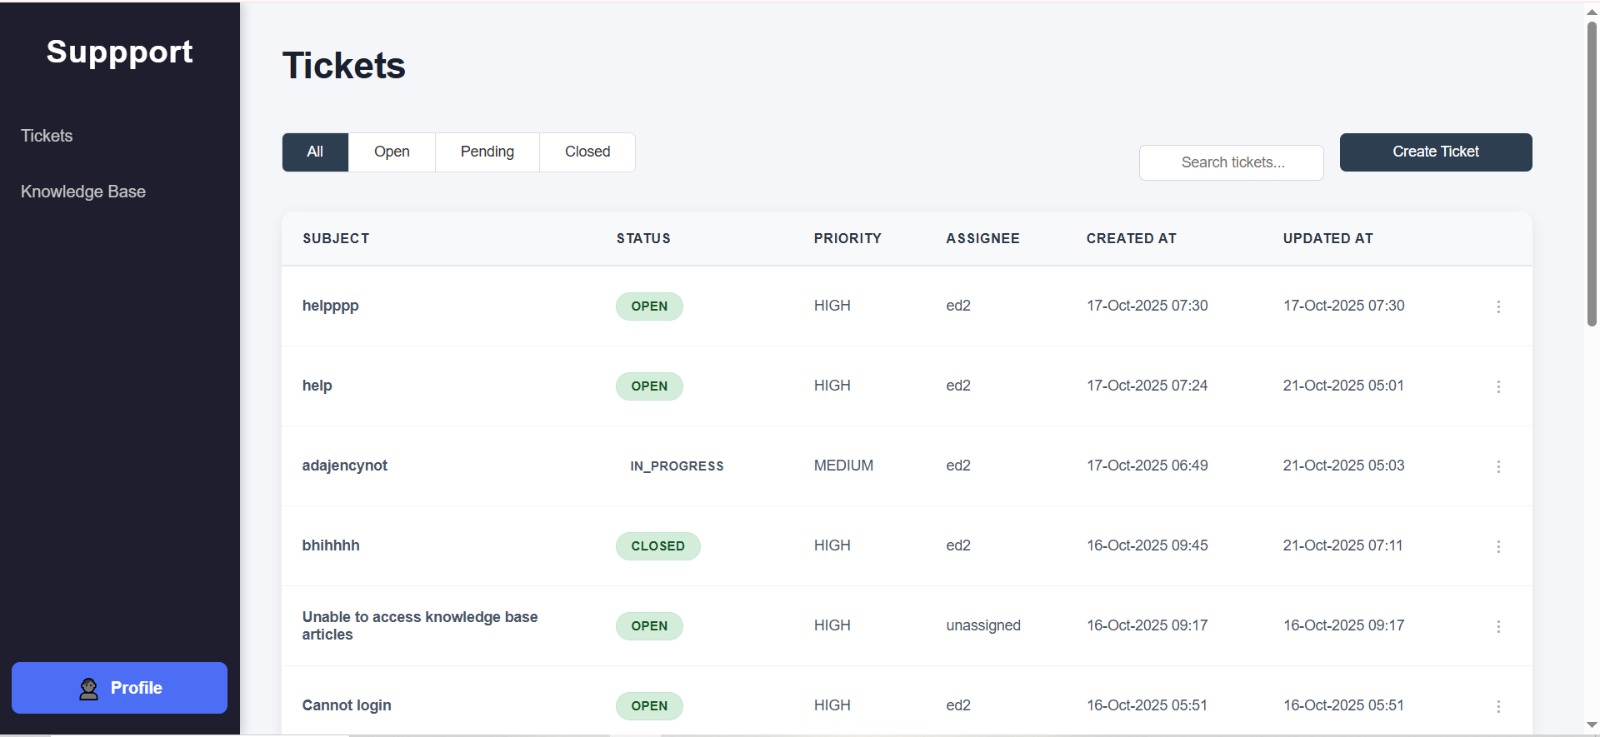 Suppport
Tickets
Knowledge Base
Profile
Tickets
All Open Pending Closed
Search tickets...
Create Ticket
SUBJECT STATUS PRIORITY ASSIGNEE CREATED AT UPDATED AT
helpppp OPEN HIGH ed2 17-Oct-2025 07:30 17-Oct-2025 07:30
help OPEN HIGH ed2 17-Oct-2025 07:24 21-Oct-2025 05:01
adajencynot IN_PROGRESS MEDIUM ed2 17-Oct-2025 06:49 21-Oct-2025 05:03
bhihhhh CLOSED HIGH ed2 16-Oct-2025 09:45 21-Oct-2025 07:11
Unable to access knowledge base
articles OPEN HIGH unassigned 16-Oct-2025 09:17 16-Oct-2025 09:17
Cannot login OPEN HIGH ed2 16-Oct-2025 05:51 16-Oct-2025 05:51